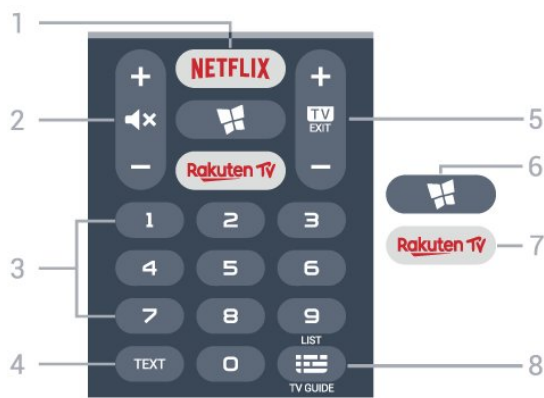 1
NETFLIX
+ +
2
TV
EXIT
5
6
− −
Rakuten TV
Rakuten TV
7
1 2 3
3
4 5 6
7 8 9
LIST
4
TEXT 0
8
TV GUIDE